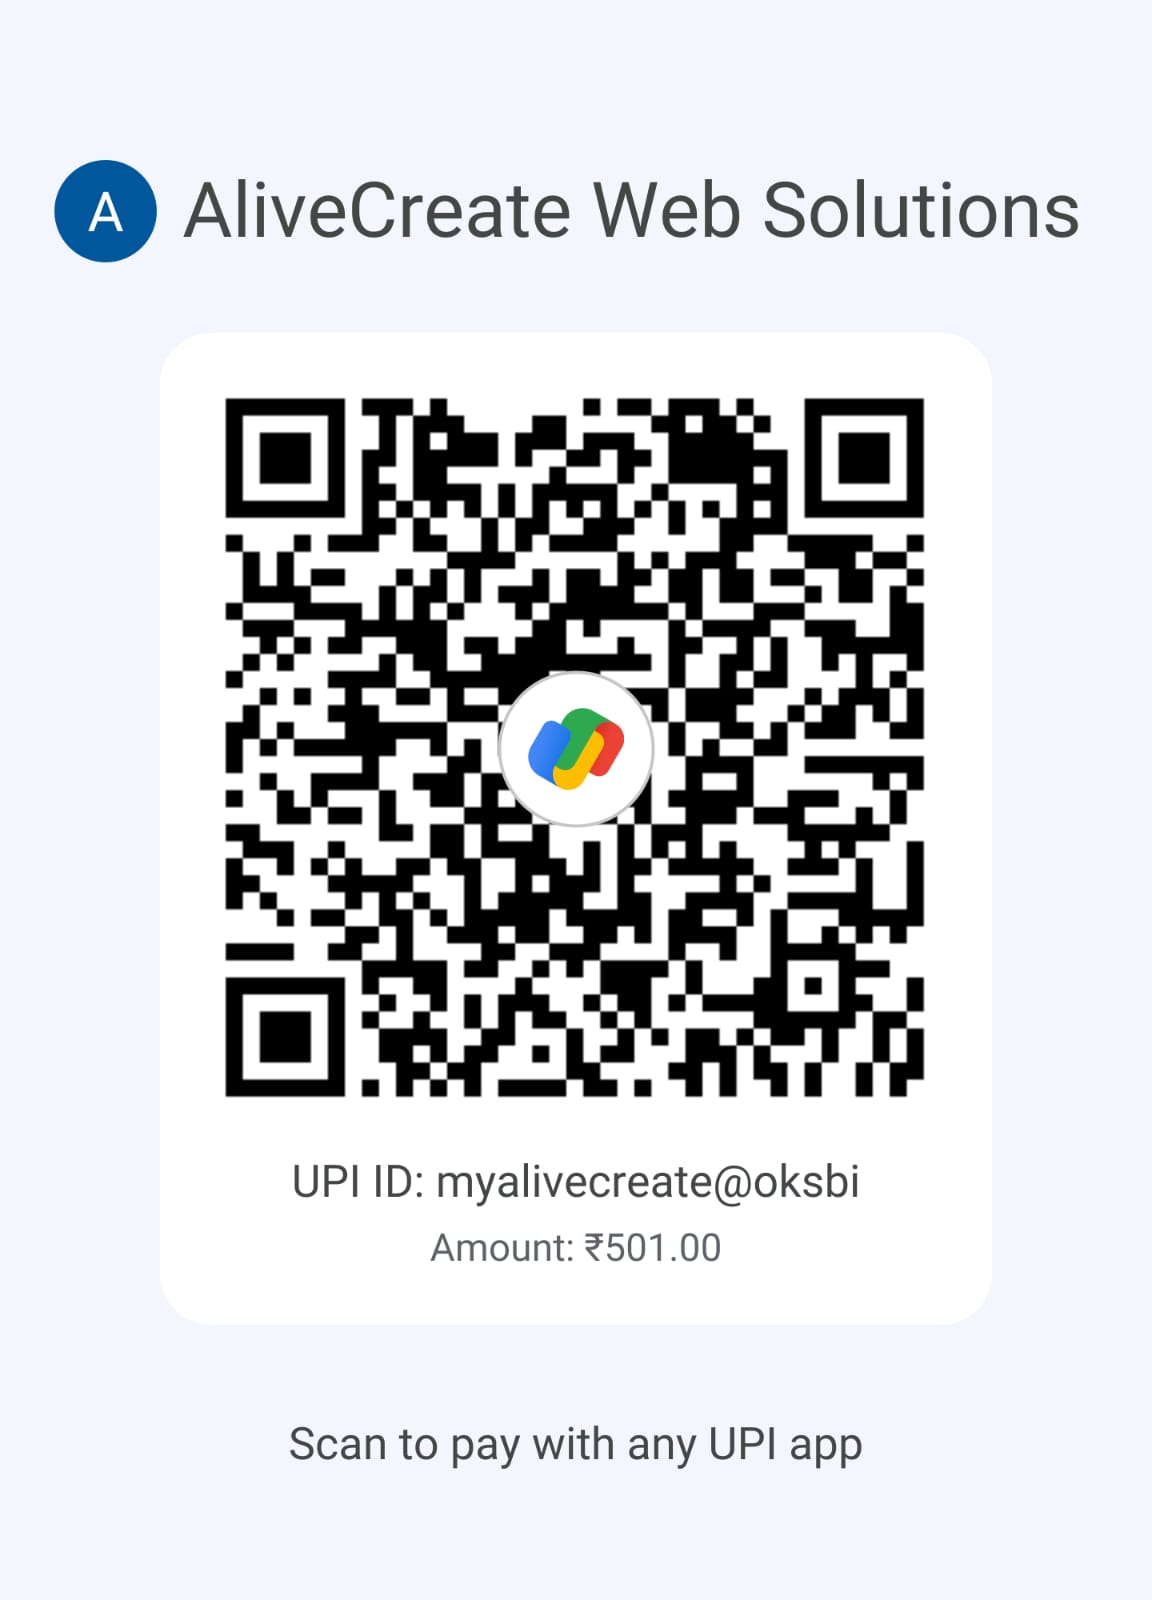 A AliveCreate Web Solutions
UPI ID: myalivecreate@oksbi
Amount: ₹501.00
Scan to pay with any UPI app